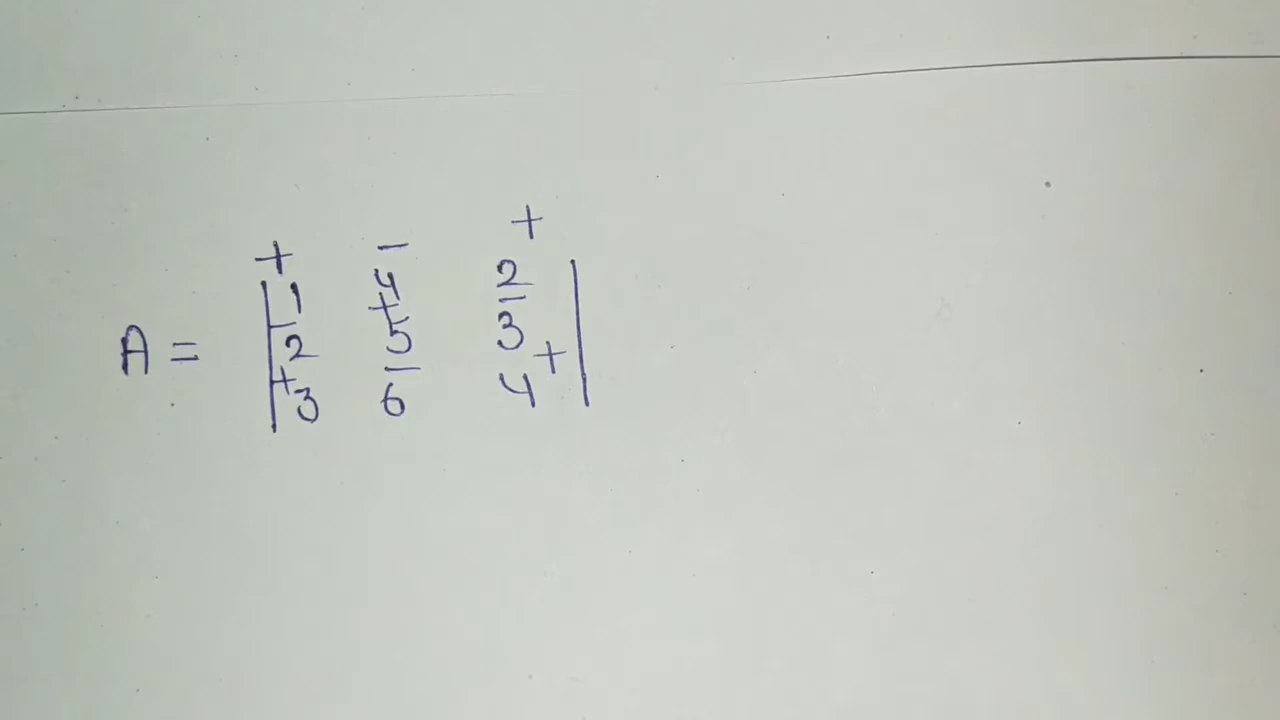 + - +
A = | 1 4 2 |
- + -
2 5 3
+ - +
3 6 4